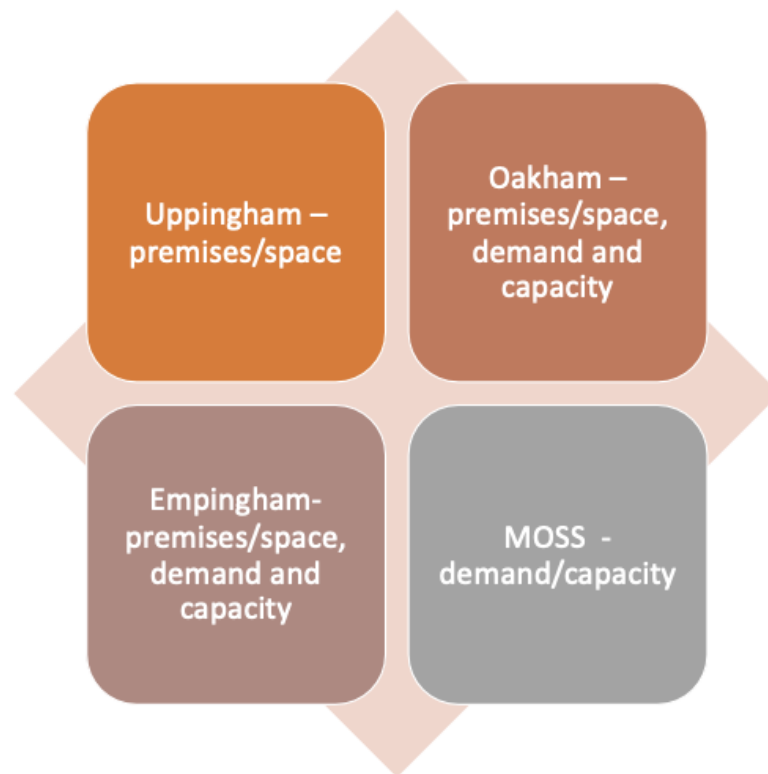 Uppingham –
premises/space
Oakham –
premises/space,
demand and
capacity
Empingham-
premises/space,
demand and
capacity
MOSS  -
demand/capacity